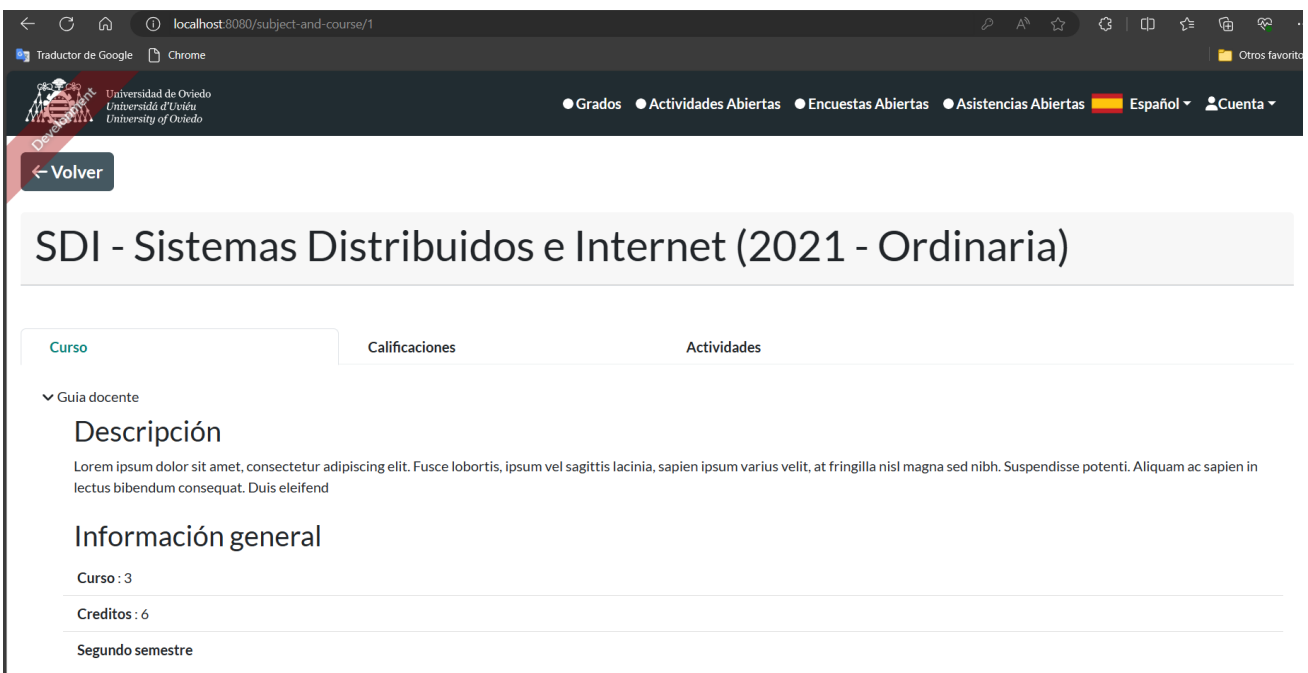 localhost:8080/subject-and-course/1
Traductor de Google Chrome Otros favorito
Universidad de Oviedo
Universidá d'Uviéu
University of Oviedo
Development
Grados Actividades Abiertas Encuestas Abiertas Asistencias Abiertas Español Cuenta
Volver
SDI - Sistemas Distribuidos e Internet (2021 - Ordinaria)
Curso Calificaciones Actividades
Guia docente
Descripción
Lorem ipsum dolor sit amet, consectetur adipiscing elit. Fusce lobortis, ipsum vel sagittis lacinia, sapien ipsum varius velit, at fringilla nisl magna sed nibh. Suspendisse potenti. Aliquam ac sapien in
lectus bibendum consequat. Duis eleifend
Información general
Curso : 3
Creditos : 6
Segundo semestre